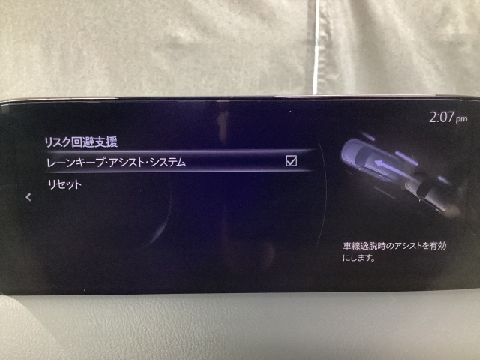 2:07 pm
リスク回避支援
レーンキープ・アシスト・システム
リセット
車線逸脱時のアシストを有効
にします。